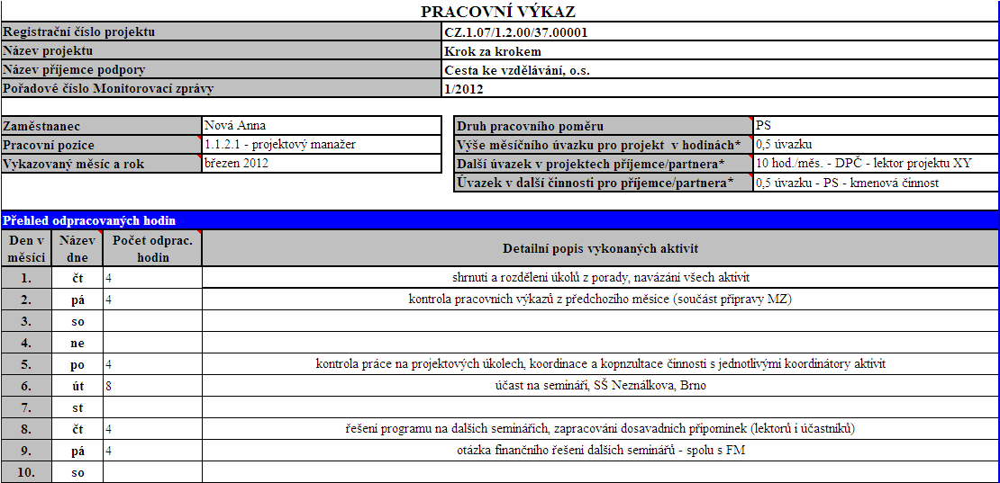 PRACOVNÍ VÝKAZ
Registrační číslo projektu CZ.1.07/1.2.00/37.00001
Název projektu Krok za krokem
Název příjemce podpory Cesta ke vzdělávání, o.s.
Pořadové číslo Monitorovací zprávy 1/2012
Zaměstnanec Nová Anna Druh pracovního poměru PS
Pracovní pozice 1.1.2.1 - projektový manažer Výše měsíčního úvazku pro projekt v hodinách* 0,5 úvazku
Vykazovaný měsíc a rok březen 2012 Další úvazek v projektech příjemce/partnera* 10 hod./měs. - DPČ - lektor projektu XY
Úvazek v další činnosti pro příjemce/partnera* 0,5 úvazku - PS - kmenová činnost
Přehled odpracovaných hodin
Den v měsíci Název dne Počet odprac. hodin Detailní popis vykonaných aktivit
1. čt 4 shrnutí a rozdělení úkolů z porady, navázání všech aktivit
2. pá 4 kontrola pracovních výkazů z předchozího měsíce (součást přípravy MZ)
3. so
4. ne
5. po 4 kontrola práce na projektových úkolech, koordinace a kopnzultace činností s jednotlivými koordinátory aktivit
6. út 8 účast na semináři, SŠ Neználkova, Brno
7. st
8. čt 4 řešení programu na dalších seminářích, zapracování dosavadních připomínek (lektorů i účastníků)
9. pá 4 otázka finančního řešení dalších seminářů - spolu s FM
10. so